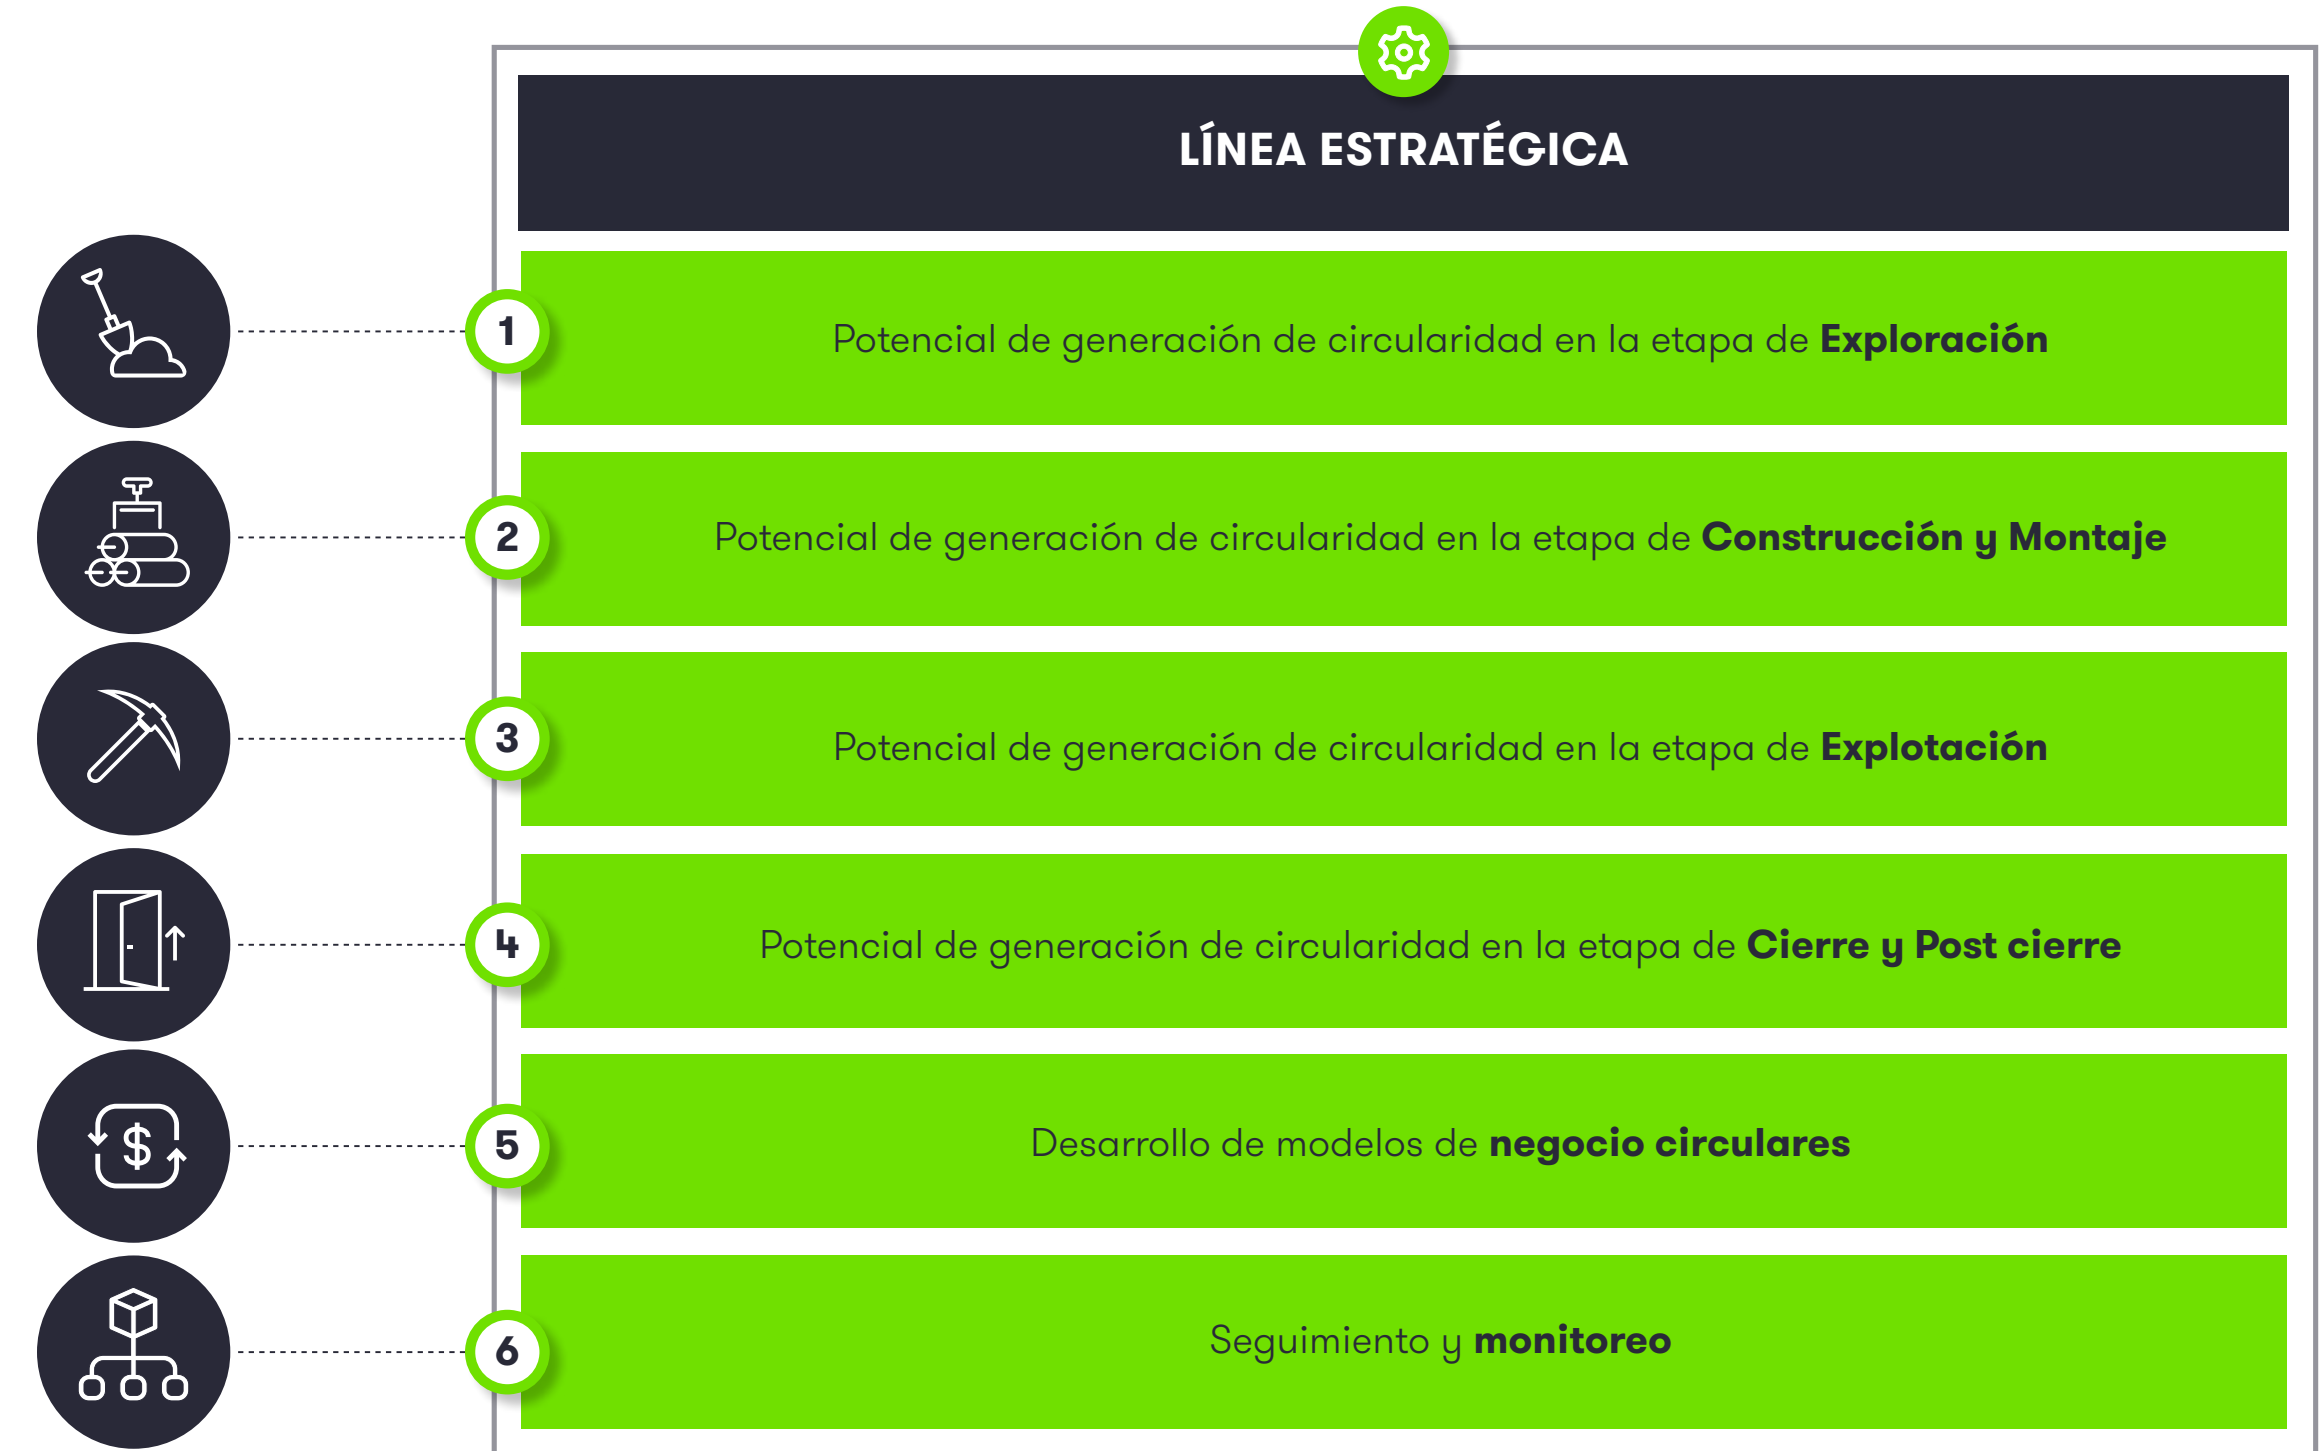 LÍNEA ESTRATÉGICA
1 Potencial de generación de circularidad en la etapa de Exploración
2 Potencial de generación de circularidad en la etapa de Construcción y Montaje
3 Potencial de generación de circularidad en la etapa de Explotación
4 Potencial de generación de circularidad en la etapa de Cierre y Post cierre
$ 5 Desarrollo de modelos de negocio circulares
6 Seguimiento y monitoreo